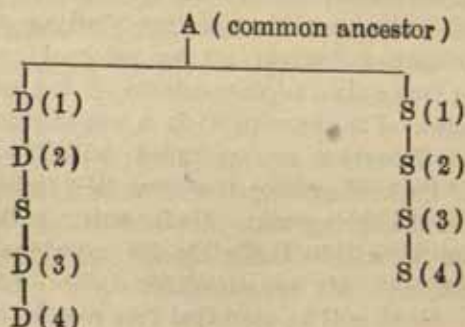 A (common ancestor)
D(1) S(1)
D(2) S(2)
S S(3)
D(3) S(4)
D(4)